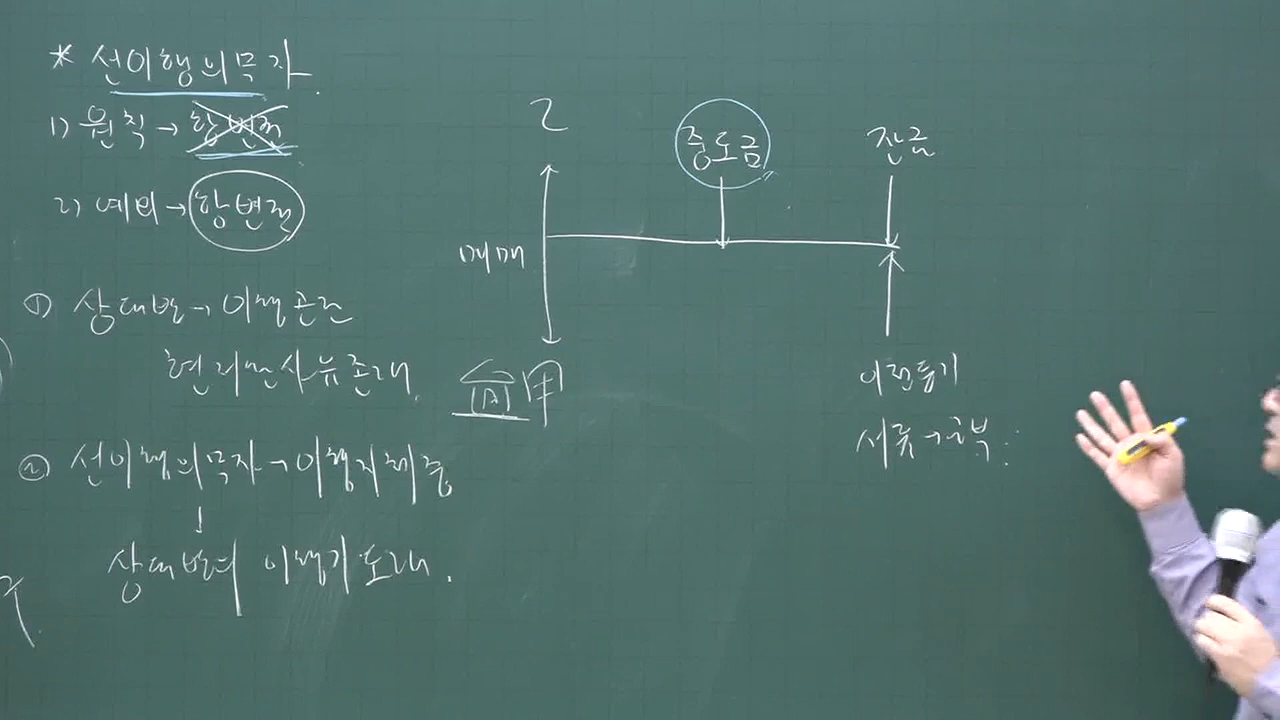 * 선이행의무자.
1) 원칙→항변권
2) 예외→항변권
① 상대방→이행곤란
현저한사유존재.
② 선이행의무자→이행지체중
↓
상대방의 이행기 도래.
乙
매매
甲
중도금
잔금
이전등기
서류→교부